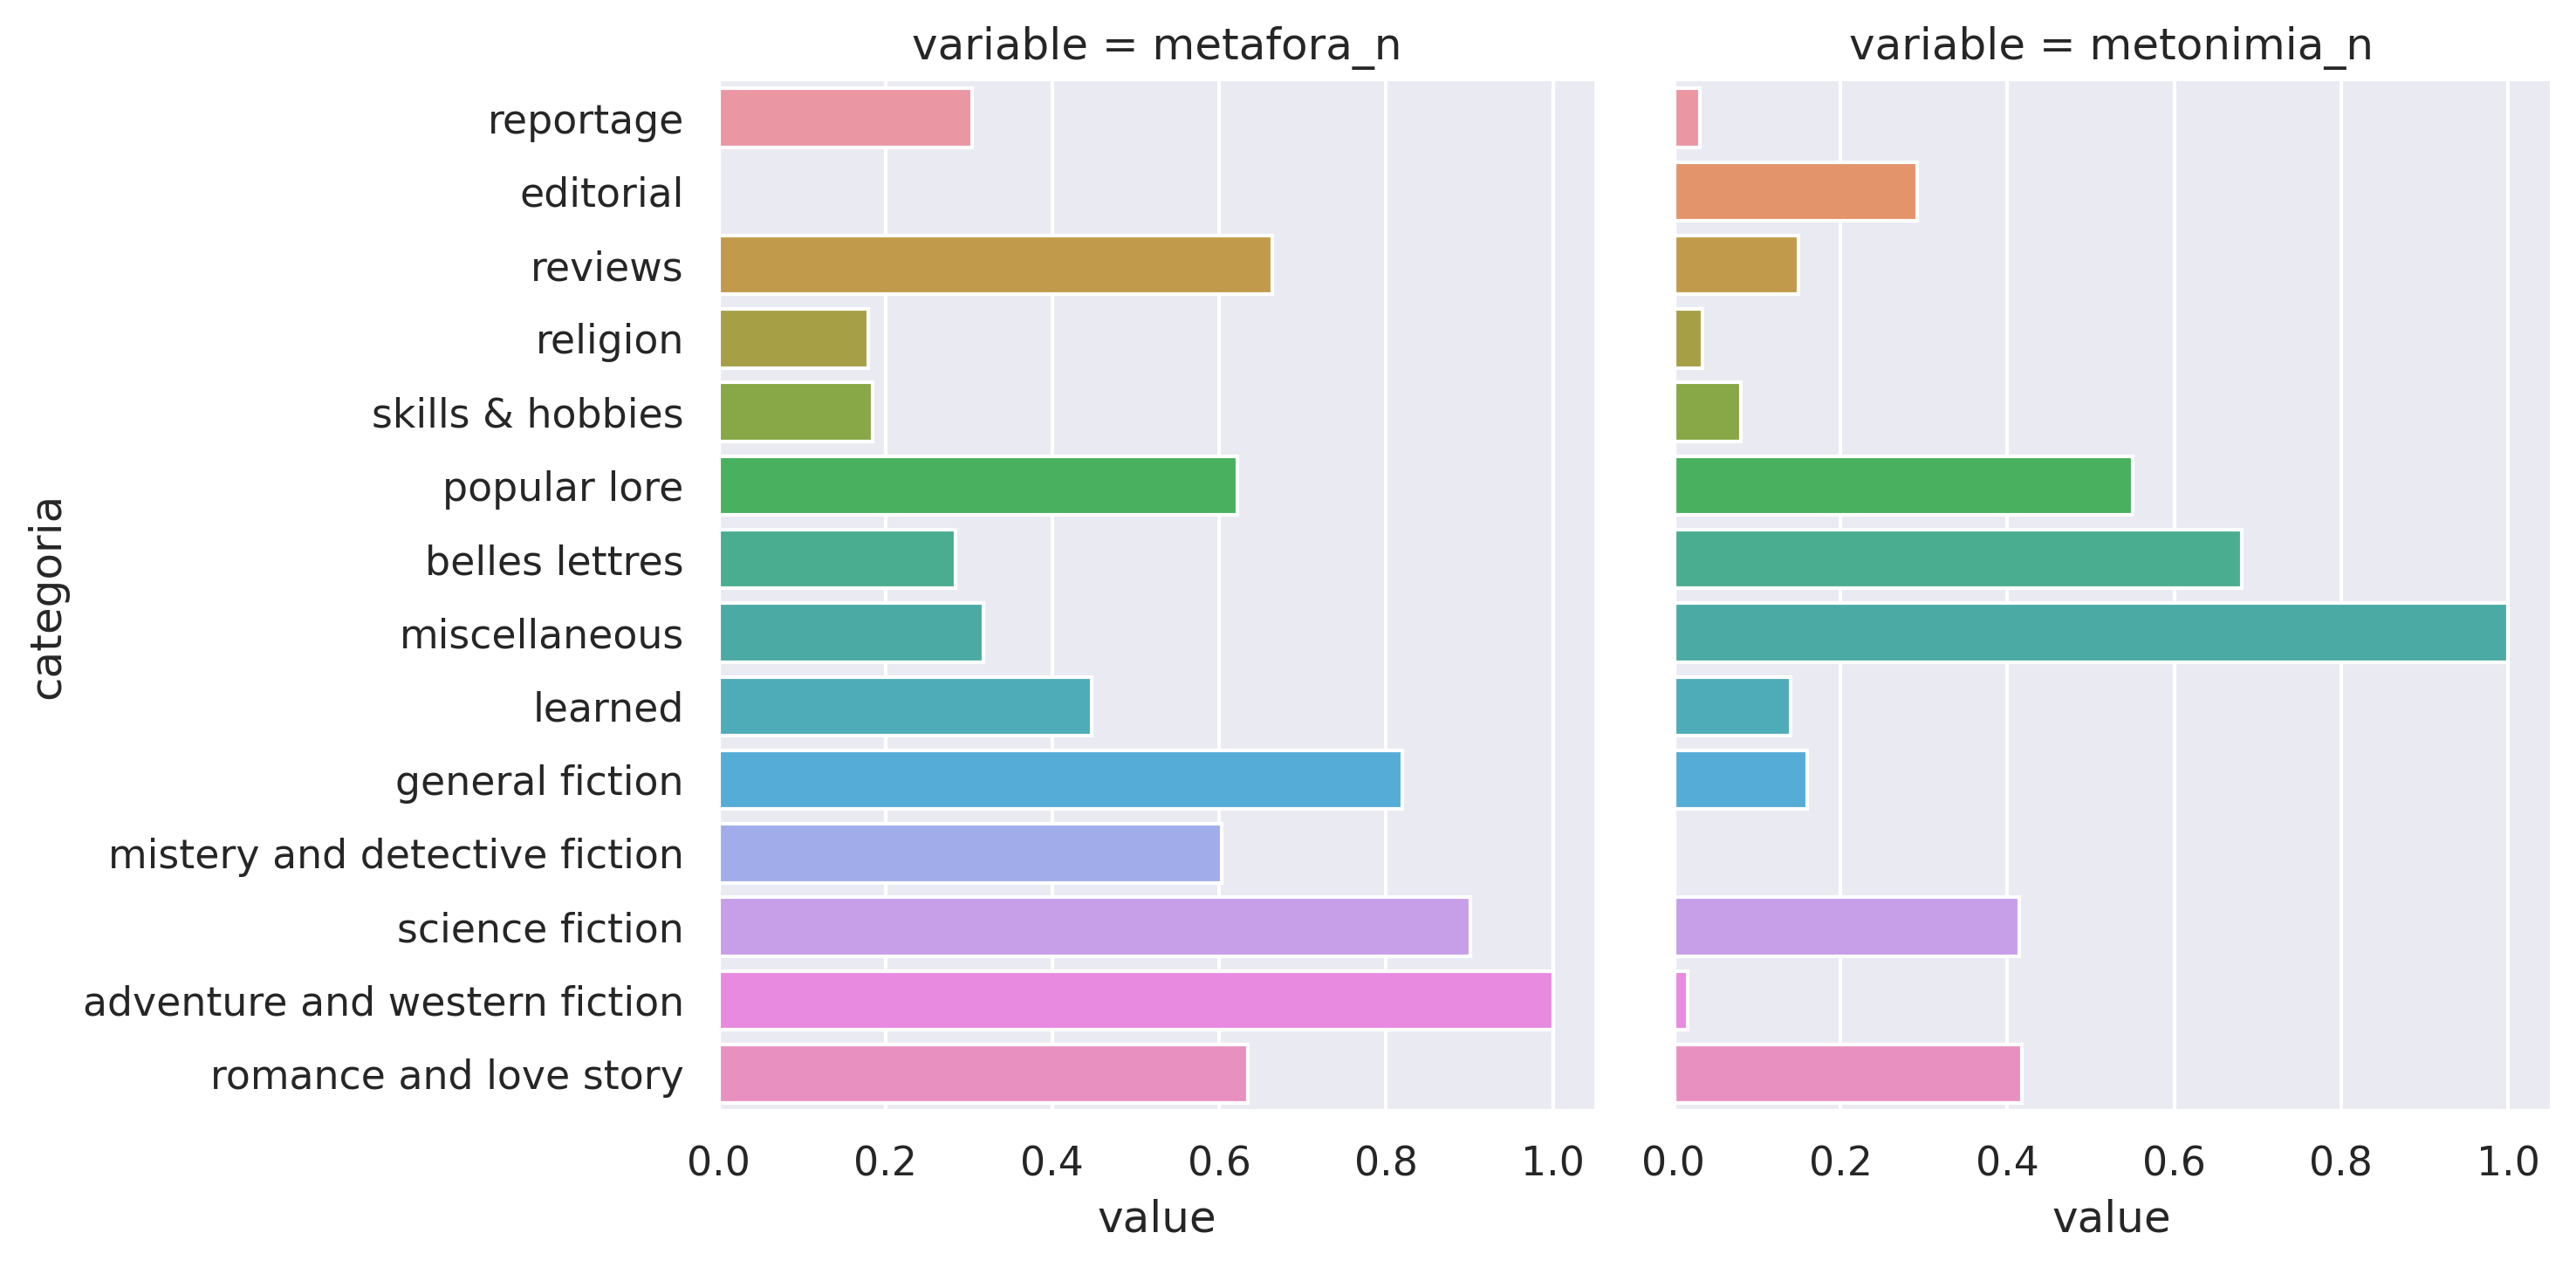 variable = metafora_n
variable = metonimia_n
categoria
reportage
editorial
reviews
religion
skills & hobbies
popular lore
belles lettres
miscellaneous
learned
general fiction
mistery and detective fiction
science fiction
adventure and western fiction
romance and love story
0.0 0.2 0.4 0.6 0.8 1.0
0.0 0.2 0.4 0.6 0.8 1.0
value
value